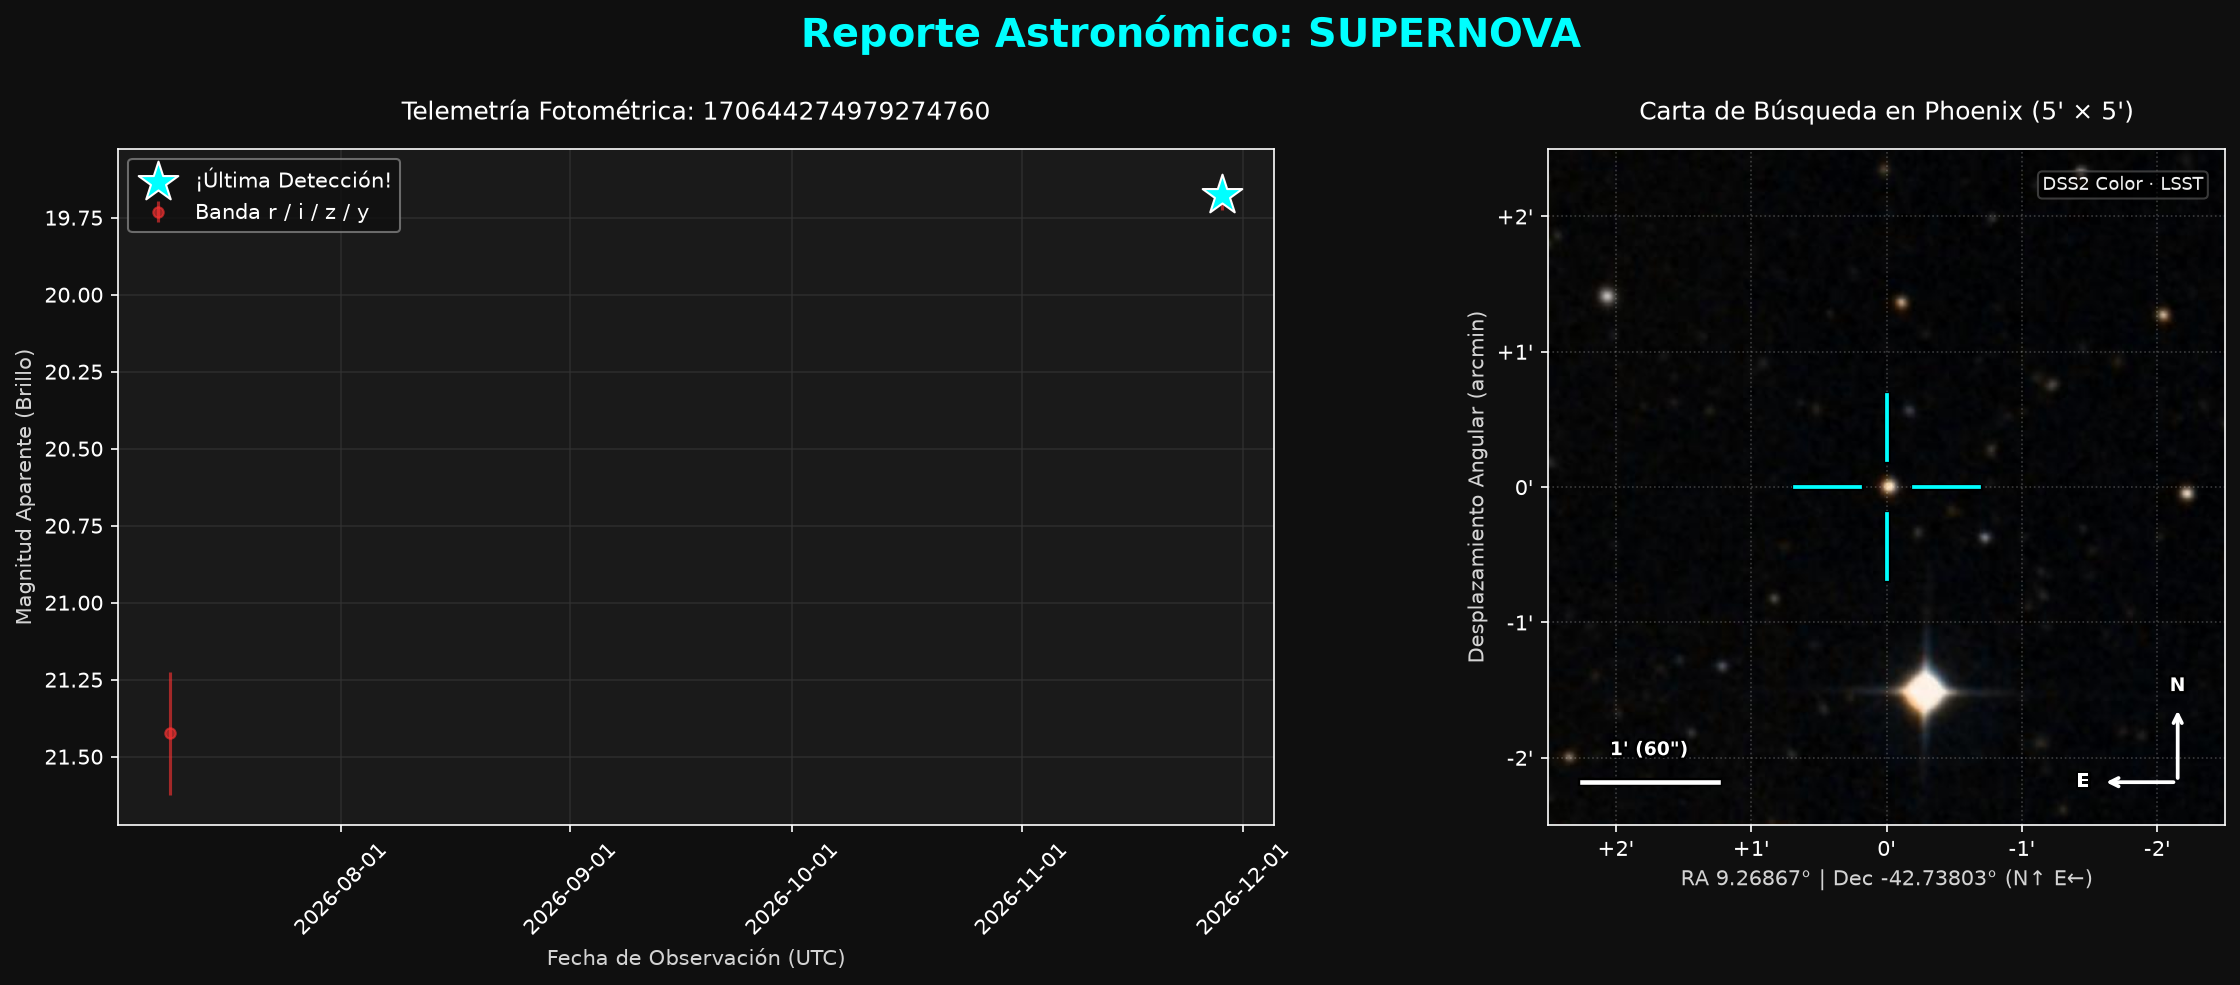 Reporte Astronómico: SUPERNOVA
Telemetría Fotométrica: 170644274979274760
¡Última Detección!
Banda r / i / z / y
Magnitud Aparente (Brillo)
19.75
20.00
20.25
20.50
20.75
21.00
21.25
21.50
2026-08-01
2026-09-01
2026-10-01
2026-11-01
2026-12-01
Fecha de Observación (UTC)
Carta de Búsqueda en Phoenix (5' × 5')
DSS2 Color · LSST
Desplazamiento Angular (arcmin)
+2'
+1'
0'
-1'
-2'
N
E
1' (60")
+2'
+1'
0'
-1'
-2'
RA 9.26867° | Dec -42.73803° (N↑ E←)